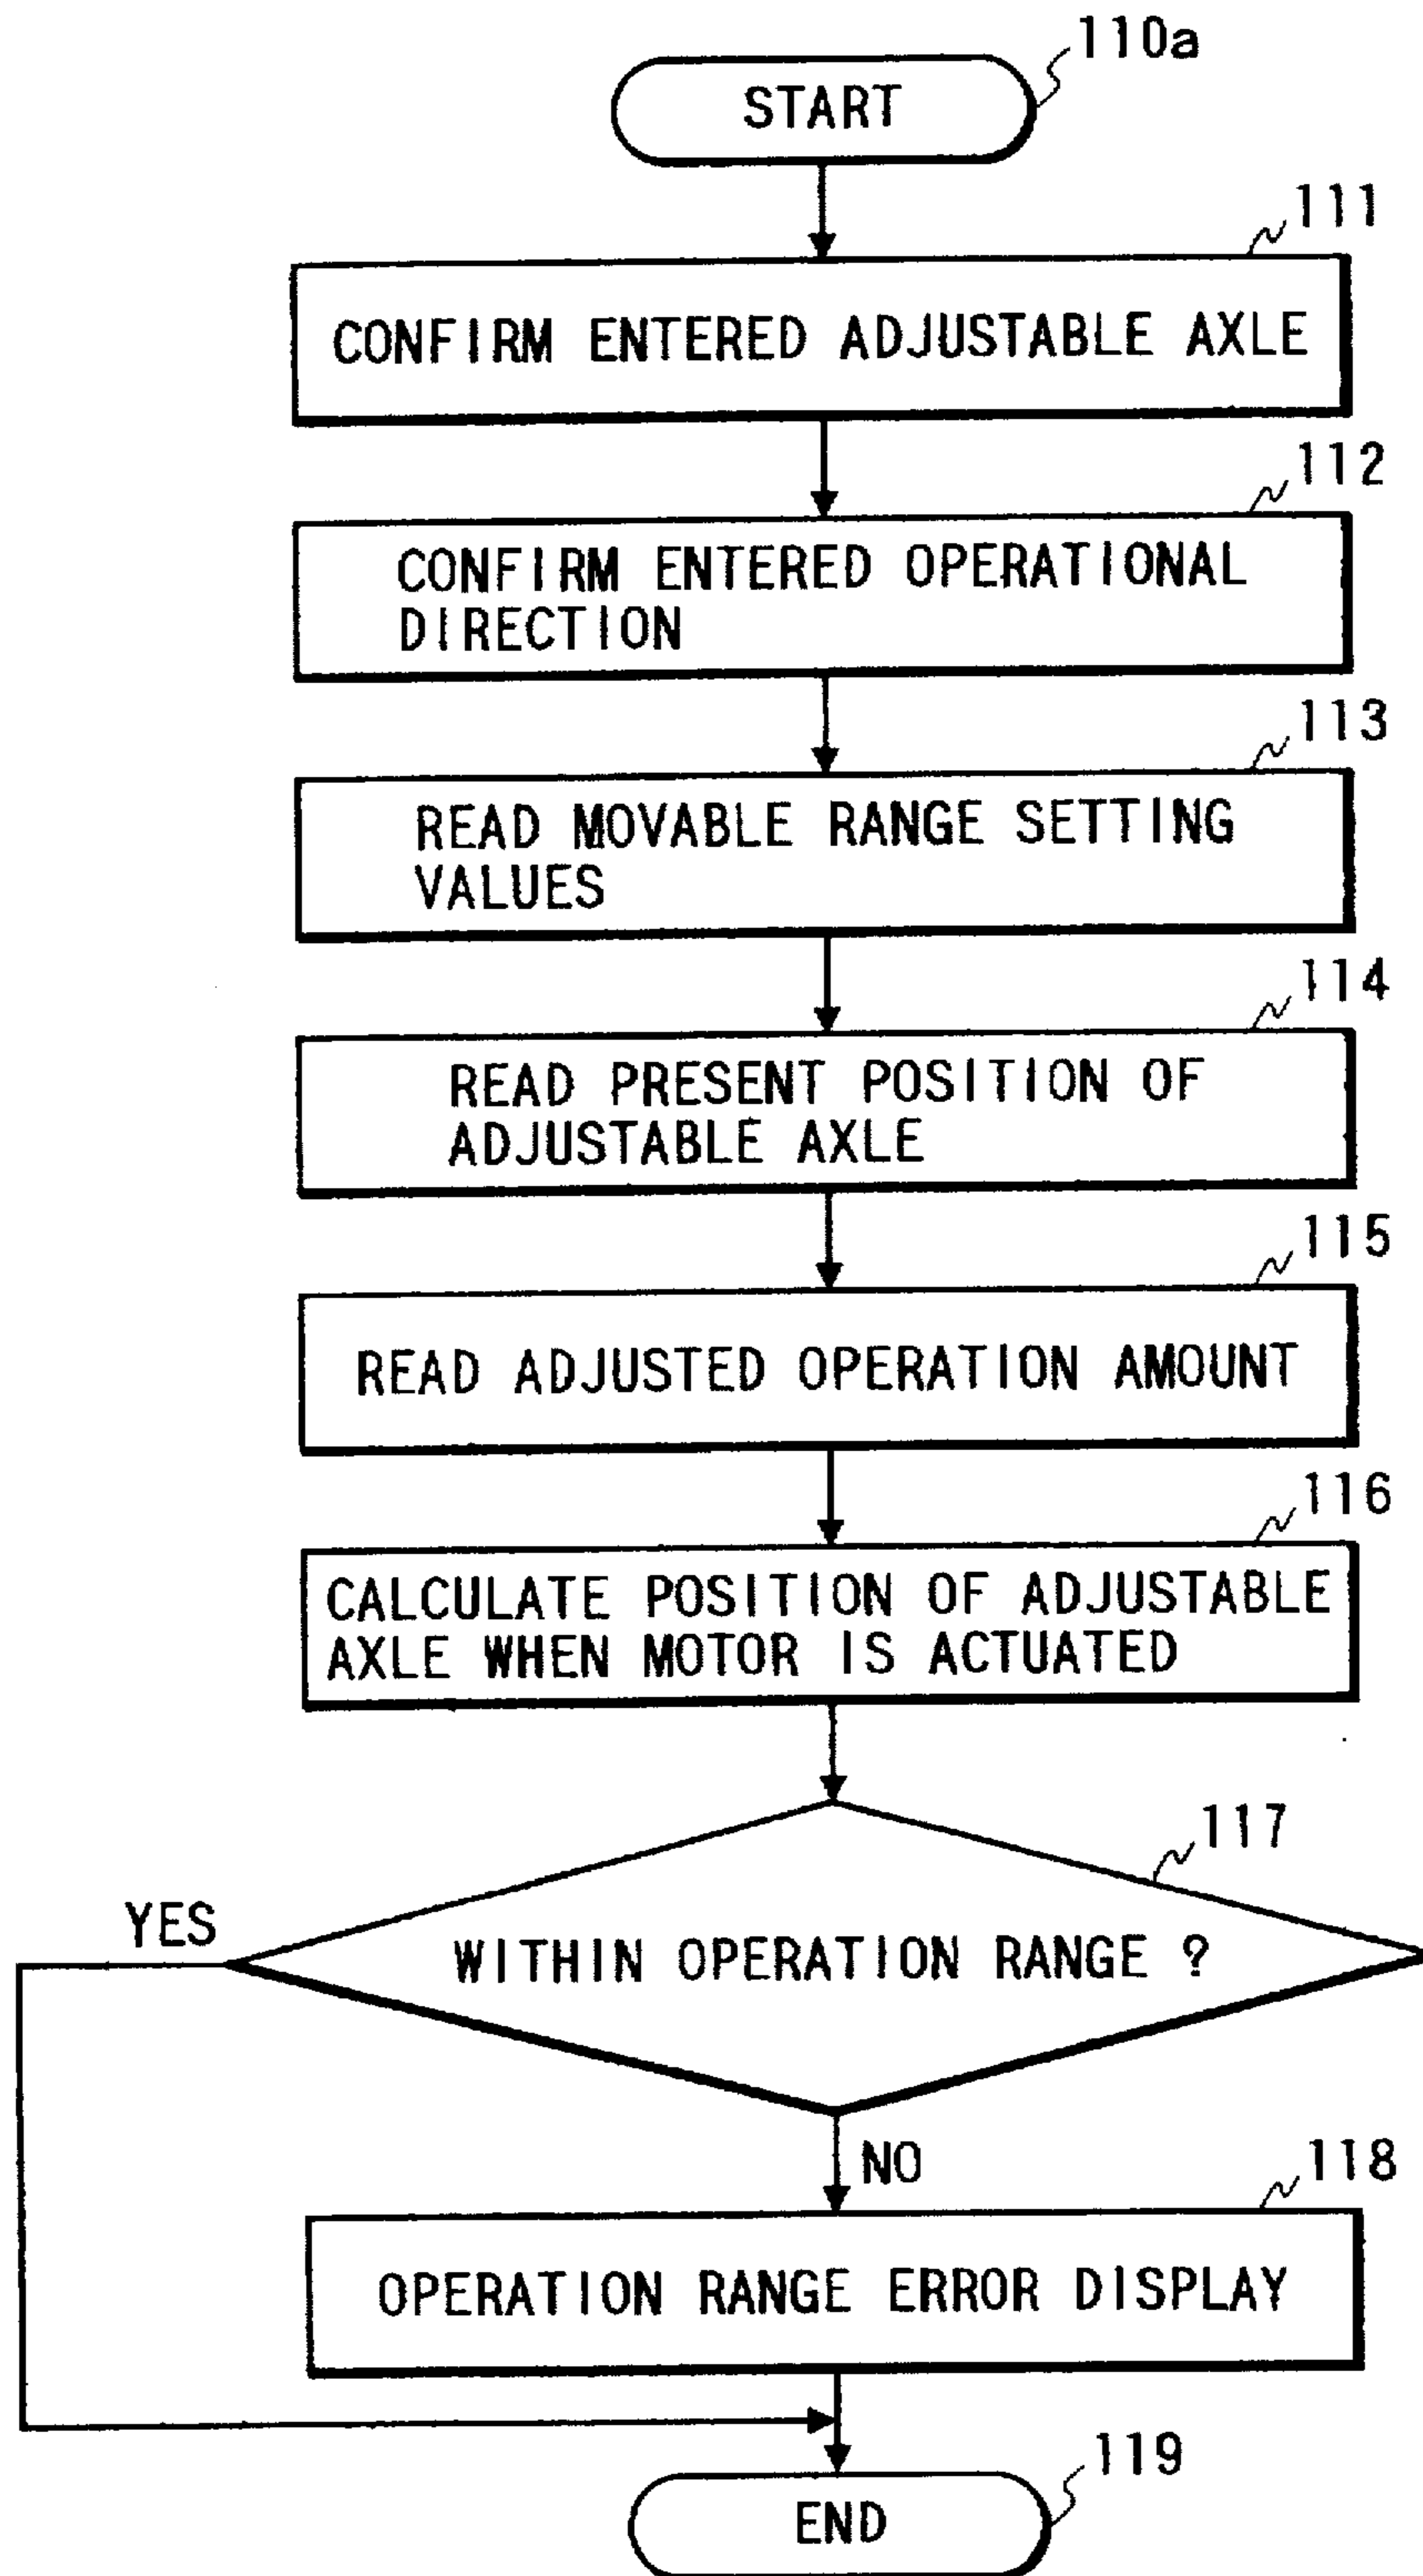 110a
START
111
CONFIRM ENTERED ADJUSTABLE AXLE
112
CONFIRM ENTERED OPERATIONAL
DIRECTION
113
READ MOVABLE RANGE SETTING
VALUES
114
READ PRESENT POSITION OF
ADJUSTABLE AXLE
115
READ ADJUSTED OPERATION AMOUNT
116
CALCULATE POSITION OF ADJUSTABLE
AXLE WHEN MOTOR IS ACTUATED
117
YES
WITHIN OPERATION RANGE ?
NO
118
OPERATION RANGE ERROR DISPLAY
119
END